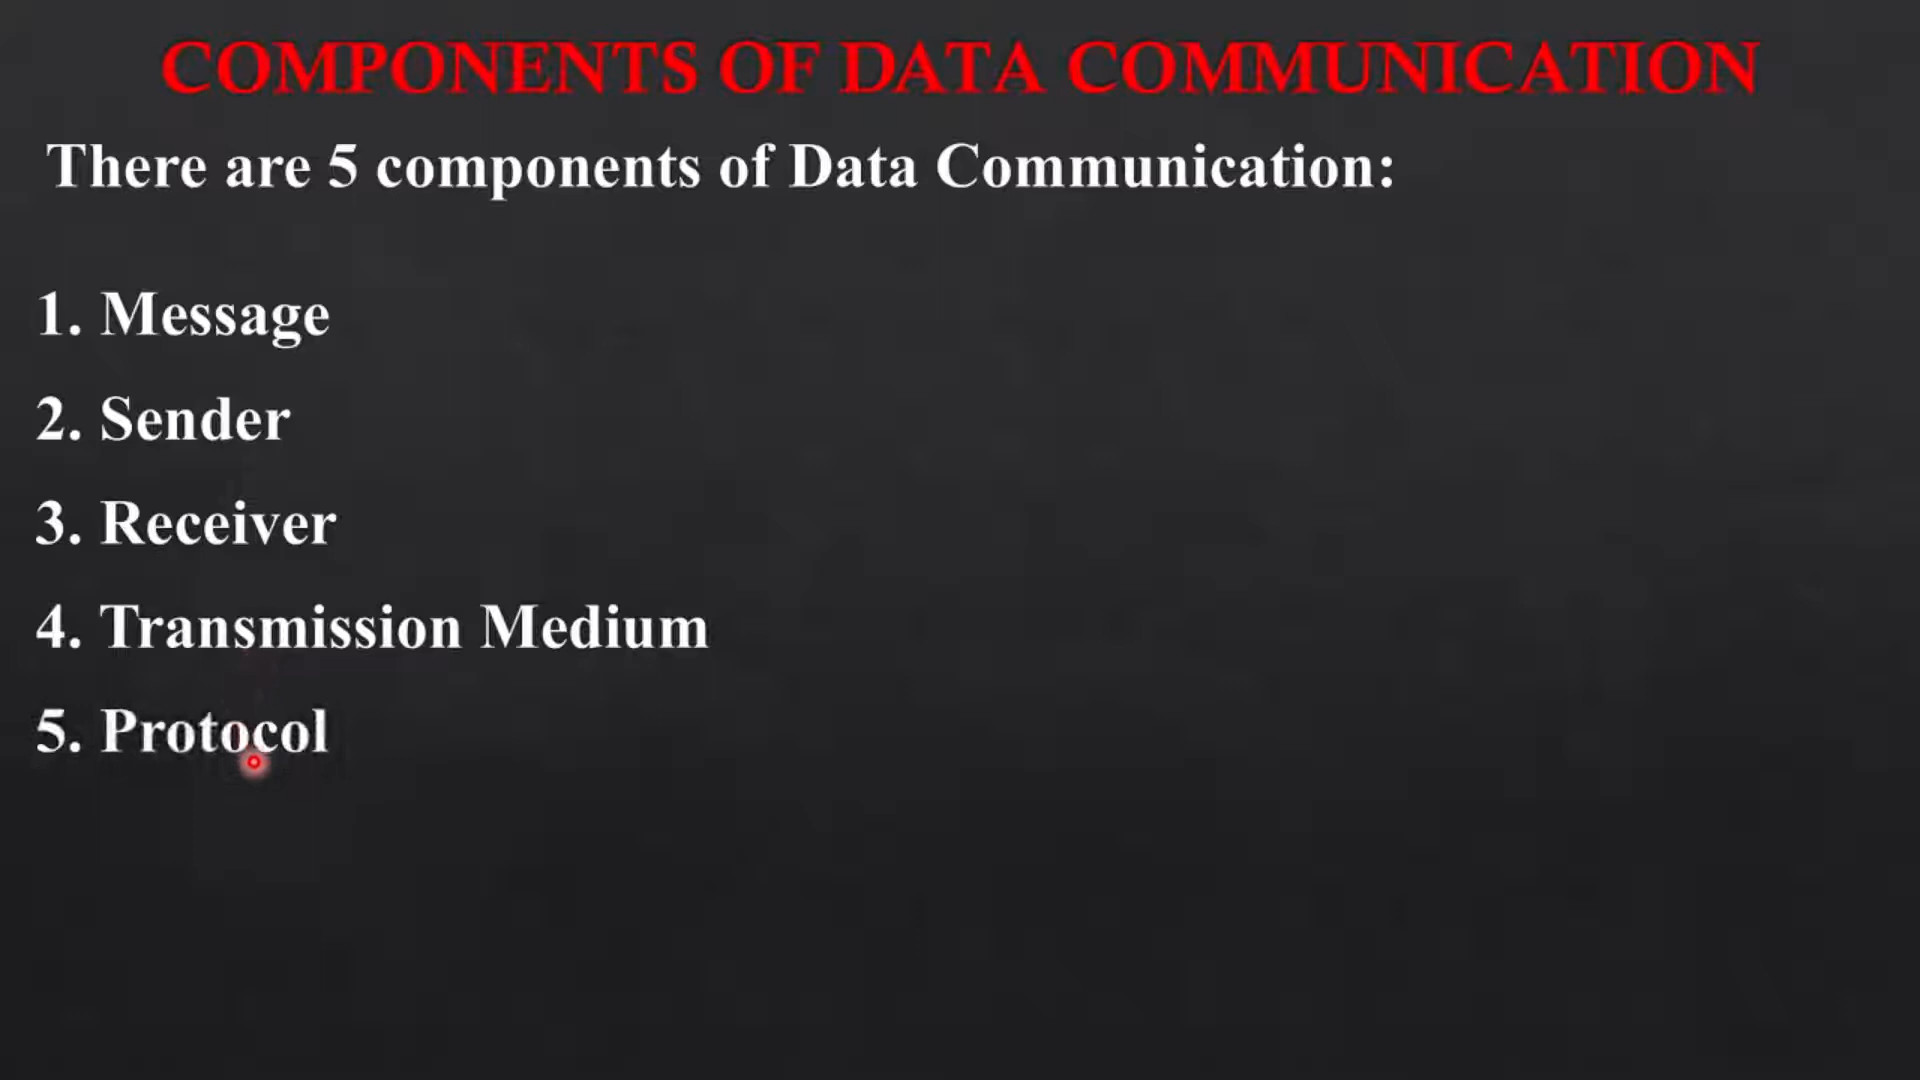 COMPONENTS OF DATA COMMUNICATION
There are 5 components of Data Communication:
1. Message
2. Sender
3. Receiver
4. Transmission Medium
5. Protocol